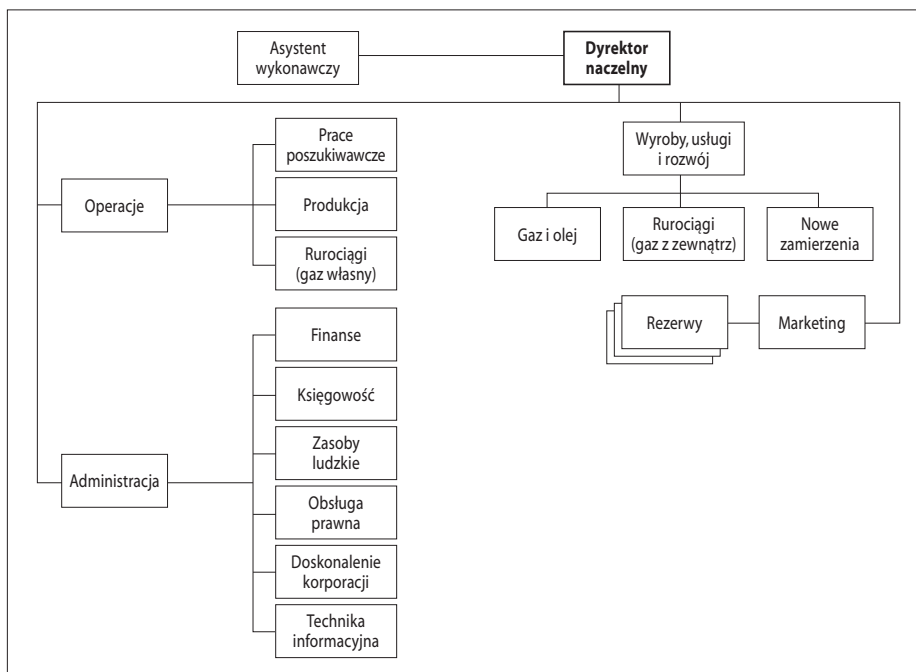 Asystent
wykonawczy
Dyrektor
naczelny
Prace
poszukiwawcze
Operacje
Produkcja
Rurociągi
(gaz własny)
Wyroby, usługi
i rozwój
Gaz i olej
Rurociągi
(gaz z zewnątrz)
Nowe
zamierzenia
Rezerwy
Marketing
Finanse
Księgowość
Zasoby
ludzkie
Administracja
Obsługa
prawna
Doskonalenie
korporacji
Technika
informacyjna